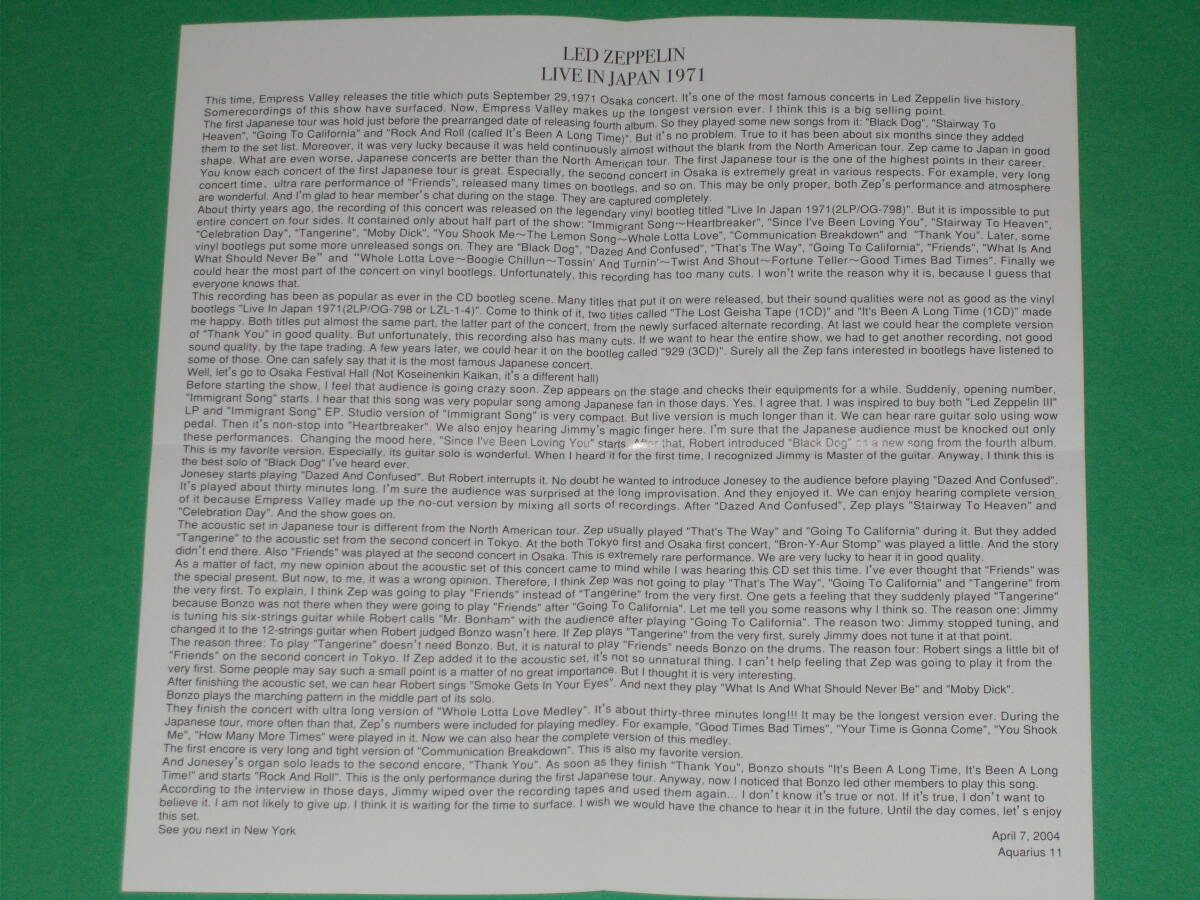 LED ZEPPELIN
LIVE IN JAPAN 1971
This time, Empress Valley releases the title which puts September 29,1971 Osaka concert. It's one of the most famous concerts in Led Zeppelin live history.
Somerecordings of this show have surfaced. Now, Empress Valley makes up the longest version ever. I think this is a big selling point.
The first Japanese tour was hold just before the prearranged date of releasing fourth album. So they played some new songs from it: "Black Dog", "Stairway To
Heaven", "Going To California" and "Rock And Roll (called It's Been A Long Time)". But it's no problem. True to it has been about six months since they added
them to the set list. Moreover, it was very lucky because it was held continuously almost without the blank from the North American tour. Zep came to Japan in good
shape. What are even worse, Japanese concerts are better than the North American tour. The first Japanese tour is the one of the highest points in their career.
You know each concert of the first Japanese tour is great. Especially, the second concert in Osaka is extremely great in various respects. For example, very long
concert time, ultra rare performance of "Friends", released many times on bootlegs, and so on. This may be only proper, both Zep's performance and atmosphere
are wonderful. And I'm glad to hear member's chat during on the stage. They are captured completely.
About thirty years ago, the recording of this concert was released on the legendary vinyl bootleg titled "Live In Japan 1971(2LP/OG-798)". But it is impossible to put
entire concert on four sides. It contained only about half part of the show: "Immigrant Song～Heartbreaker", "Since I've Been Loving You", "Stairway To Heaven",
"Celebration Day", "Tangerine", "Moby Dick". "You Shook Me～The Lemon Song～Whole Lotta Love", "Communication Breakdown" and "Thank You". Later, some
vinyl bootlegs put some more unreleased songs on. They are "Black Dog", "Dazed And Confused", "That's The Way", "Going To California", "Friends", "What Is And
What Should Never Be" and "Whole Lotta Love～Boogie Chillun～Tossin' And Turnin'～Twist And Shout～Fortune Teller～Good Times Bad Times". Finally we
could hear the most part of the concert on vinyl bootlegs. Unfortunately, this recording has too many cuts. I won't write the reason why it is, because I guess that
everyone knows that.
This recording has been as popular as ever in the CD bootleg scene. Many titles that put it on were released, but their sound qualities were not as good as the vinyl
bootlegs "Live In Japan 1971(2LP/OG-798 or LZL-1-4)". Come to think of it, two titles called "The Lost Geisha Tape (1CD)" and "It's Been A Long Time (1CD)" made
me happy. Both titles put almost the same part, the latter part of the concert, from the newly surfaced alternate recording. At last we could hear the complete version
of "Thank You" in good quality. But unfortunately, this recording also has many cuts. If we want to hear the entire show, we had to get another recording, not good
sound quality, by the tape trading. A few years later, we could hear it on the bootleg called "929 (3CD)". Surely all the Zep fans interested in bootlegs have listened to
some of those. One can safely say that it is the most famous Japanese concert.
Well, let's go to Osaka Festival Hall (Not Koseinenkin Kaikan, it's a different hall)
Before starting the show, I feel that audience is going crazy soon. Zep appears on the stage and checks their equipments for a while. Suddenly, opening number,
"Immigrant Song" starts. I hear that this song was very popular song among Japanese fan in those days. Yes. I agree that. I was inspired to buy both "Led Zeppelin III"
LP and "Immigrant Song" EP. Studio version of "Immigrant Song" is very compact. But live version is much longer than it. We can hear rare guitar solo using wow
pedal. Then it's non-stop into "Heartbreaker". We also enjoy hearing Jimmy's magic finger here. I'm sure that the Japanese audience must be knocked out only
these performances. Changing the mood here, "Since I've Been Loving You" starts. After that, Robert introduced "Black Dog" as a new song from the fourth album.
This is my favorite version. Especially, its guitar solo is wonderful. When I heard it for the first time, I recognized Jimmy is Master of the guitar. Anyway, I think this is
the best solo of "Black Dog" I've heard ever.
Jonesey starts playing "Dazed And Confused". But Robert interrupts it. No doubt he wanted to introduce Jonesey to the audience before playing "Dazed And Confused".
It's played about thirty minutes long. I'm sure the audience was surprised at the long improvisation. And they enjoyed it. We can enjoy hearing complete version
of it because Empress Valley made up the no-cut version by mixing all sorts of recordings. After "Dazed And Confused", Zep plays "Stairway To Heaven" and
"Celebration Day". And the show goes on.
The acoustic set in Japanese tour is different from the North American tour. Zep usually played "That's The Way" and "Going To California" during it. But they added
"Tangerine" to the acoustic set from the second concert in Tokyo. At the both Tokyo first and Osaka first concert, "Bron-Y-Aur Stomp" was played a little. And the story
didn't end there. Also "Friends" was played at the second concert in Osaka. This is extremely rare performance. We are very lucky to hear it in good quality.
As a matter of fact, my new opinion about the acoustic set of this concert came to mind while I was hearing this CD set this time. I've ever thought that "Friends" was
the special present. But now, to me, it was a wrong opinion. Therefore, I think Zep was not going to play "That's The Way", "Going To California" and "Tangerine" from
the very first. To explain, I think Zep was going to play "Friends" instead of "Tangerine" from the very first. One gets a feeling that they suddenly played "Tangerine"
because Bonzo was not there when they were going to play "Friends" after "Going To California". Let me tell you some reasons why I think so. The reason one: Jimmy
is tuning his six-strings guitar while Robert calls "Mr. Bonham" with the audience after playing "Going To California". The reason two: Jimmy stopped tuning, and
changed it to the 12-strings guitar when Robert judged Bonzo wasn't here. If Zep plays "Tangerine" from the very first, surely Jimmy does not tune it at that point.
The reason three: To play "Tangerine" doesn't need Bonzo. But, it is natural to play "Friends" needs Bonzo on the drums. The reason four: Robert sings a little bit of
"Friends" on the second concert in Tokyo. If Zep added it to the acoustic set, it's not so unnatural thing. I can't help feeling that Zep was going to play it from the
very first. Some people may say such a small point is a matter of no great importance. But I thought it is very interesting.
After finishing the acoustic set, we can hear Robert sings "Smoke Gets In Your Eyes". And next they play "What Is And What Should Never Be" and "Moby Dick".
Bonzo plays the marching pattern in the middle part of its solo.
They finish the concert with ultra long version of "Whole Lotta Love Medley". It's about thirty-three minutes long!!! It may be the longest version ever. During the
Japanese tour, more often than that, Zep's numbers were included for playing medley. For example, "Good Times Bad Times", "Your Time is Gonna Come", "You Shook
Me", "How Many More Times" were played in it. Now we can also hear the complete version of this medley.
The first encore is very long and tight version of "Communication Breakdown". This is also my favorite version.
And Jonesey's organ solo leads to the second encore, "Thank You". As soon as they finish "Thank You", Bonzo shouts "It's Been A Long Time, It's Been A Long
Time!" and starts "Rock And Roll". This is the only performance during the first Japanese tour. Anyway, now I noticed that Bonzo led other members to play this song.
According to the interview in those days, Jimmy wiped over the recording tapes and used them again... I don't know it's true or not. If it's true, I don't want to
believe it. I am not likely to give up. I think it is waiting for the time to surface. I wish we would have the chance to hear it in the future. Until the day comes, let's enjoy
this set.
See you next in New York
April 7, 2004
Aquarius 11